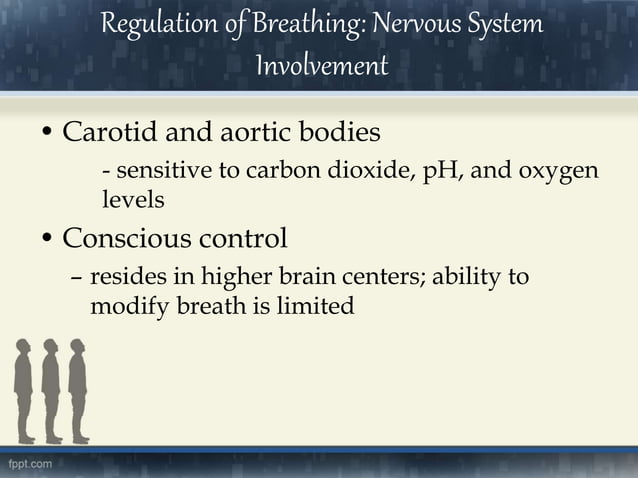 Regulation of Breathing: Nervous System
Involvement
• Carotid and aortic bodies
- sensitive to carbon dioxide, pH, and oxygen
levels
• Conscious control
– resides in higher brain centers; ability to
modify breath is limited
fppt.com